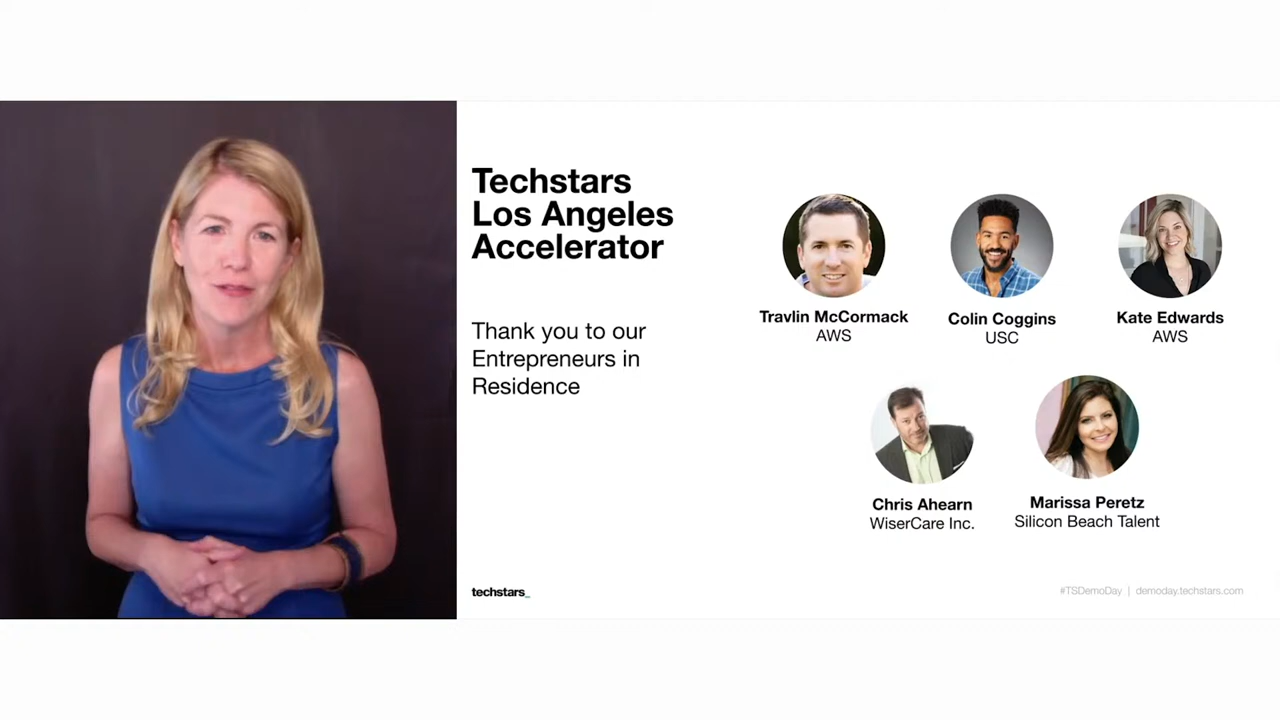 Techstars
Los Angeles
Accelerator
Thank you to our
Entrepreneurs in
Residence
Travlin McCormack
AWS
Colin Coggins
USC
Kate Edwards
AWS
Chris Ahearn
WiserCare Inc.
Marissa Peretz
Silicon Beach Talent
techstars_
#TSDemoDay | demoday.techstars.com